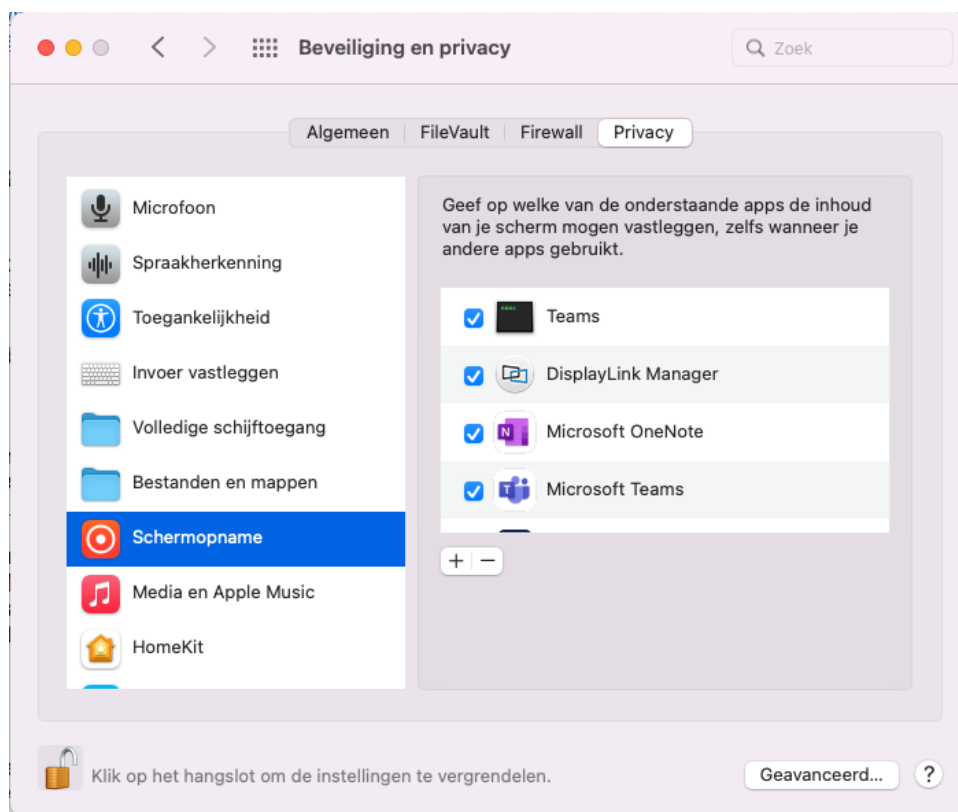 Beveiliging en privacy
Zoek
Algemeen
FileVault
Firewall
Privacy
Microfoon
Spraakherkenning
Toegankelijkheid
Invoer vastleggen
Volledige schijftoegang
Bestanden en mappen
Schermopname
Media en Apple Music
HomeKit
Geef op welke van de onderstaande apps de inhoud
van je scherm mogen vastleggen, zelfs wanneer je
andere apps gebruikt.
Teams
DisplayLink Manager
Microsoft OneNote
Microsoft Teams
+ −
Klik op het hangslot om de instellingen te vergrendelen.
Geavanceerd...
?